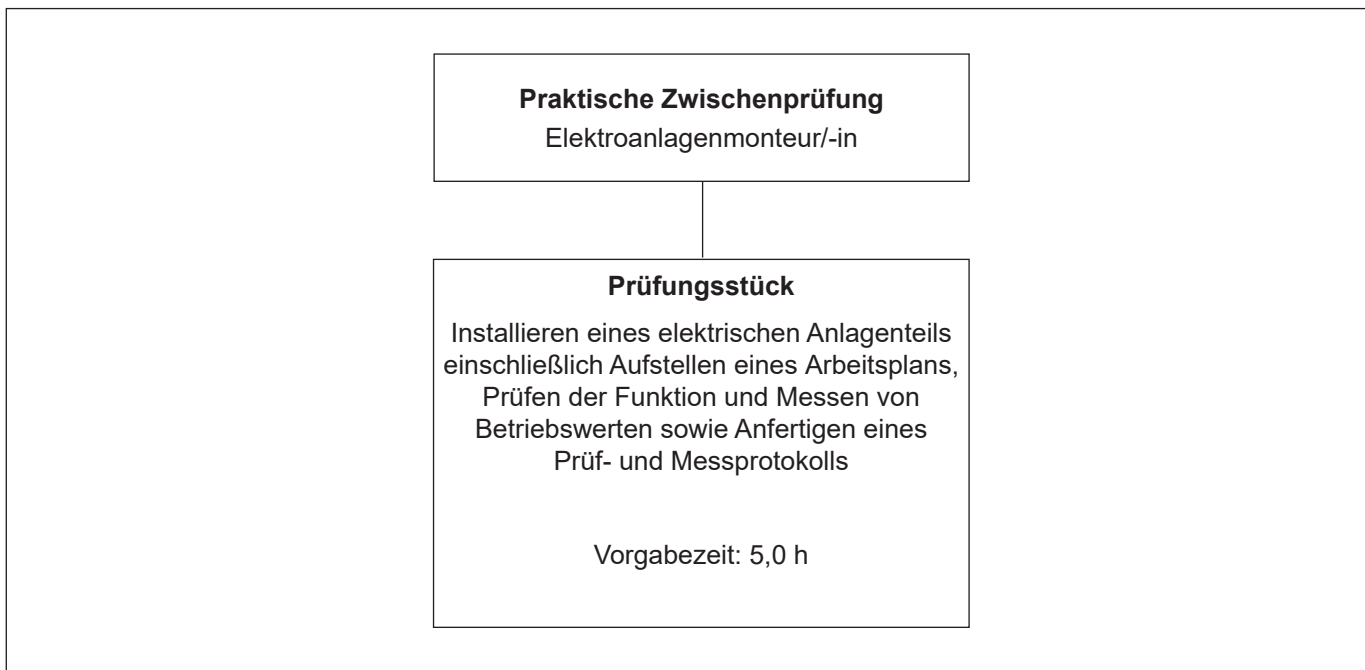 Praktische Zwischenprüfung
Elektroanlagenmonteur/-in
Prüfungsstück
Installieren eines elektrischen Anlagenteils
einschließlich Aufstellen eines Arbeitsplans,
Prüfen der Funktion und Messen von
Betriebswerten sowie Anfertigen eines
Prüf- und Messprotokolls
Vorgabezeit: 5,0 h